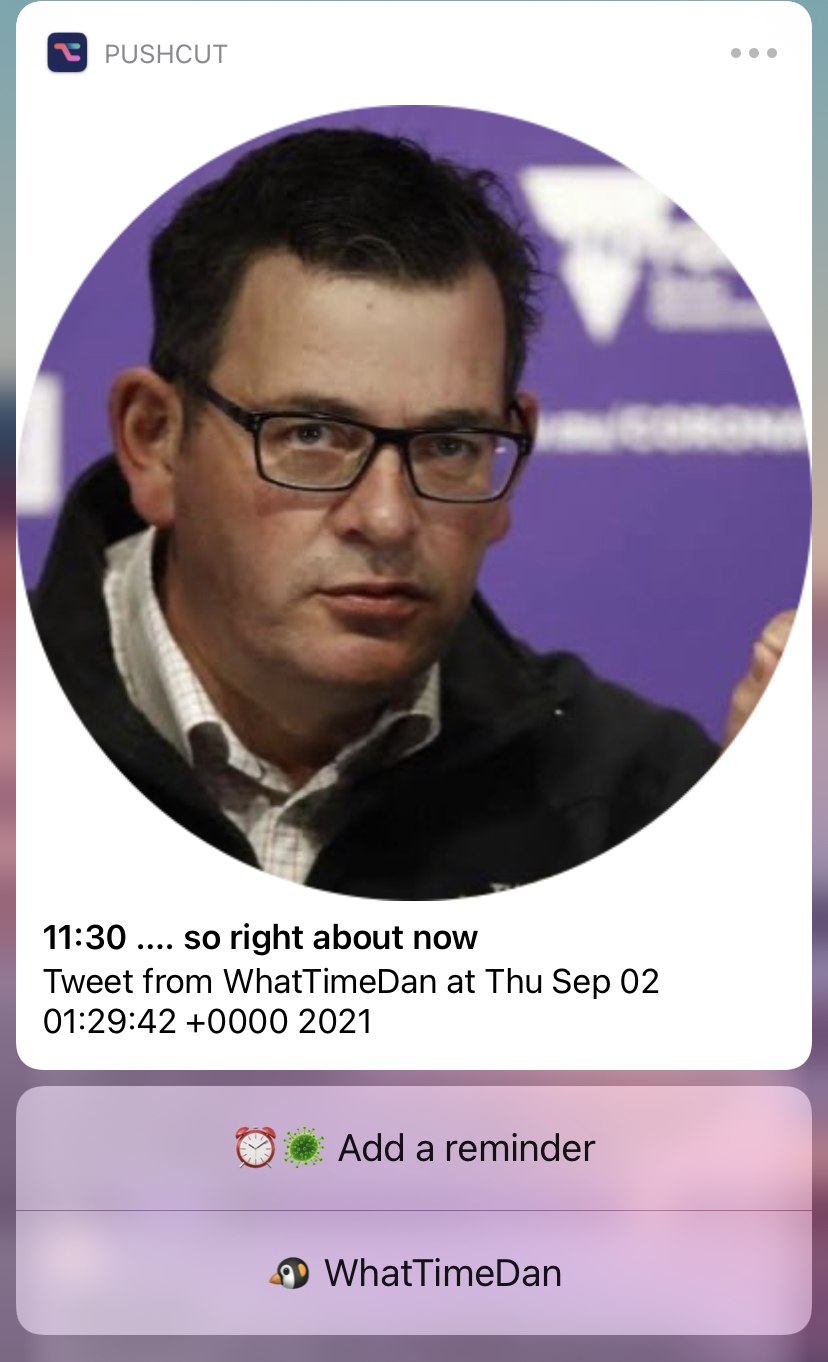 PUSHCUT
11:30 .... so right about now
Tweet from WhatTimeDan at Thu Sep 02
01:29:42 +0000 2021
Add a reminder
WhatTimeDan